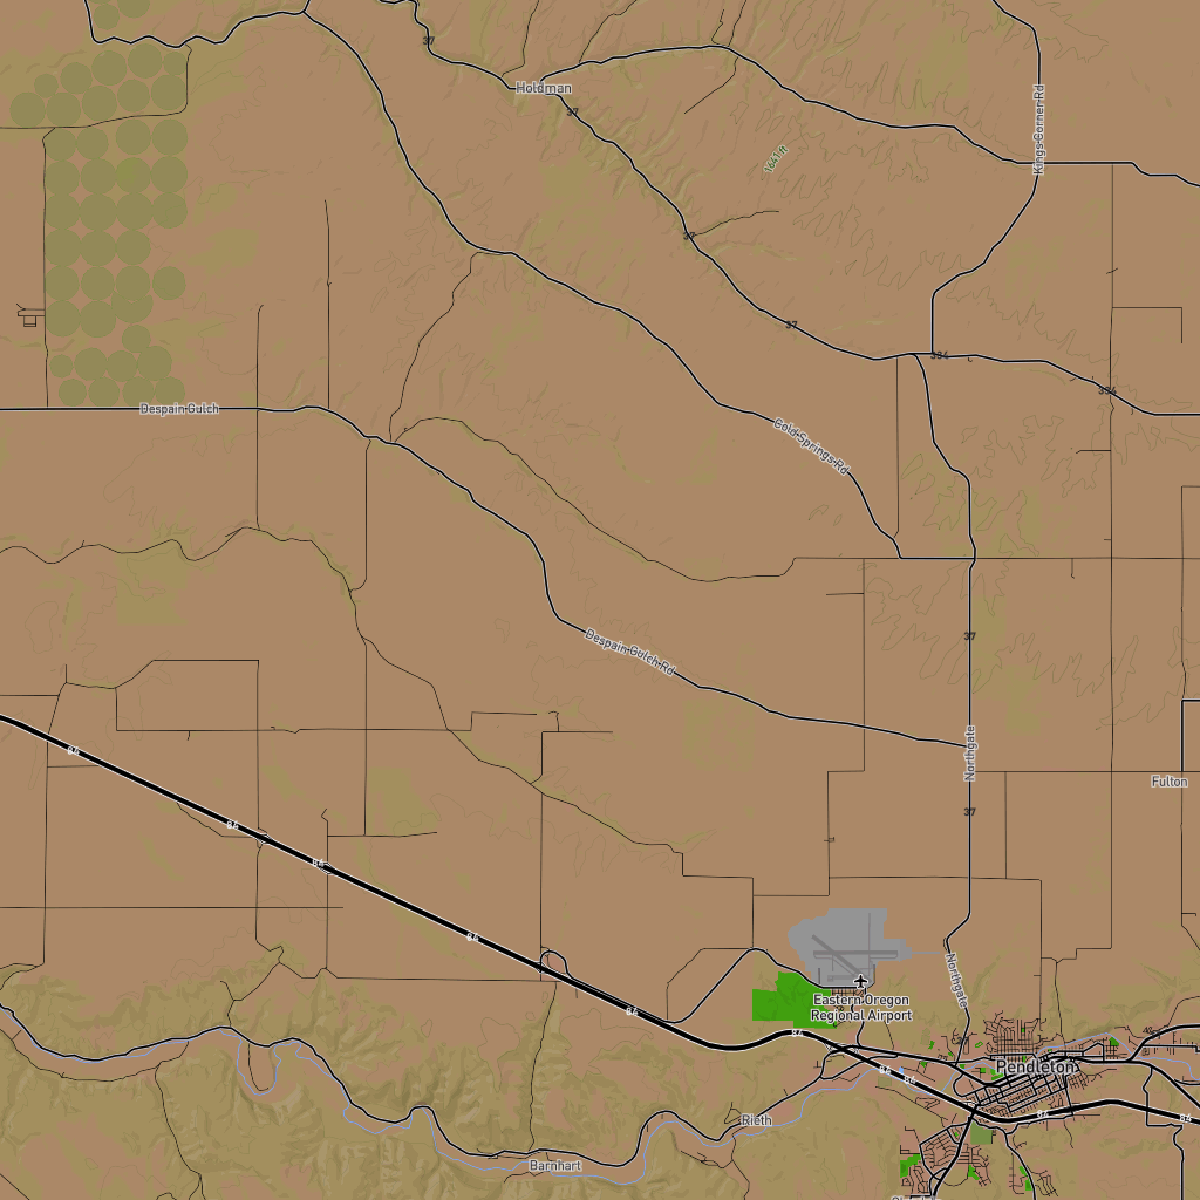 37
Holdman
Kings Corner Rd
37
1641 ft
37
37
334
334
Despain Gulch
Cold Springs Rd
37
Despain Gulch Rd
Northgate
84
Fulton
37
84
84
84
Northgate
Eastern Oregon
Regional Airport
84
84
84
84
Pendleton
84
84
Rieth
Barnhart